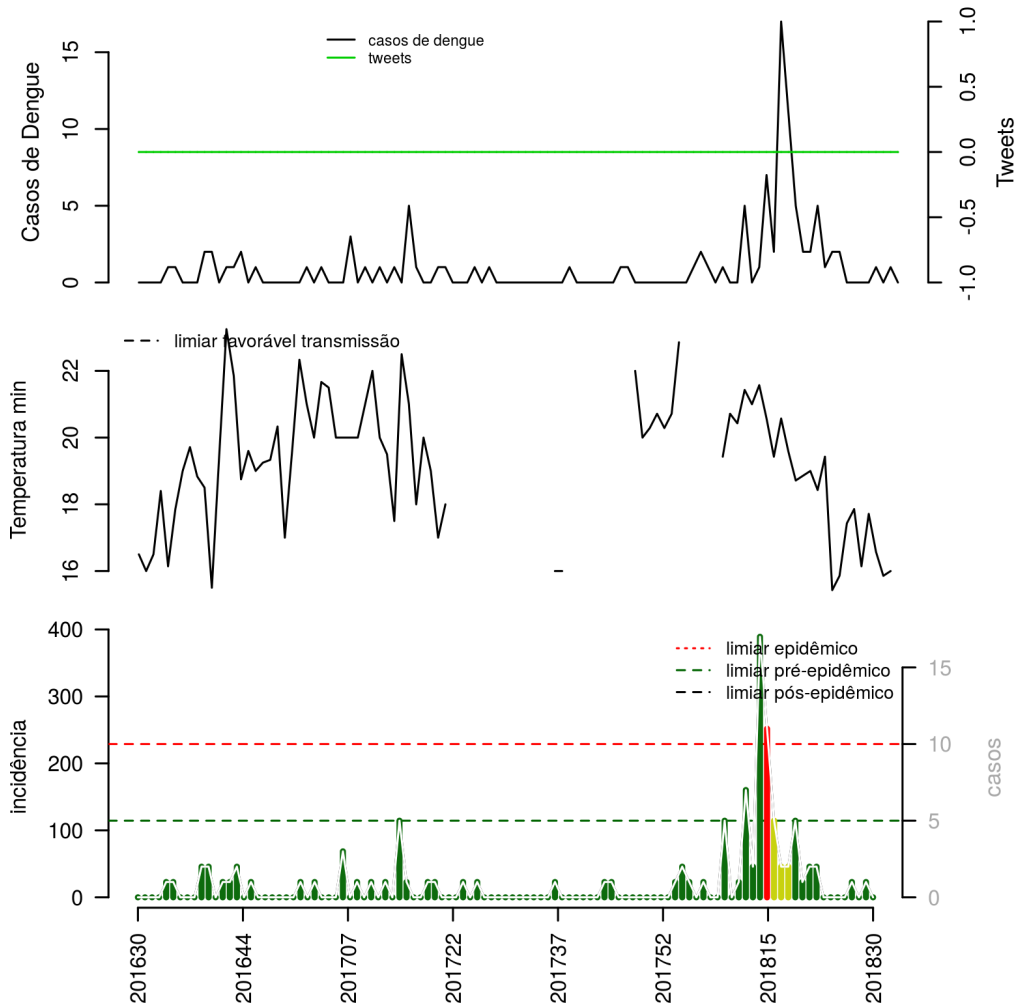 casos de dengue
tweets
Casos de Dengue
0
5
10
15
Tweets
-1.0
-0.5
0.0
0.5
1.0
limiar favorável transmissão
Temperatura min
16
18
20
22
limiar epidêmico
limiar pré-epidêmico
limiar pós-epidêmico
incidência
0
100
200
300
400
casos
0
5
10
15
201630
201644
201707
201722
201737
201752
201815
201830